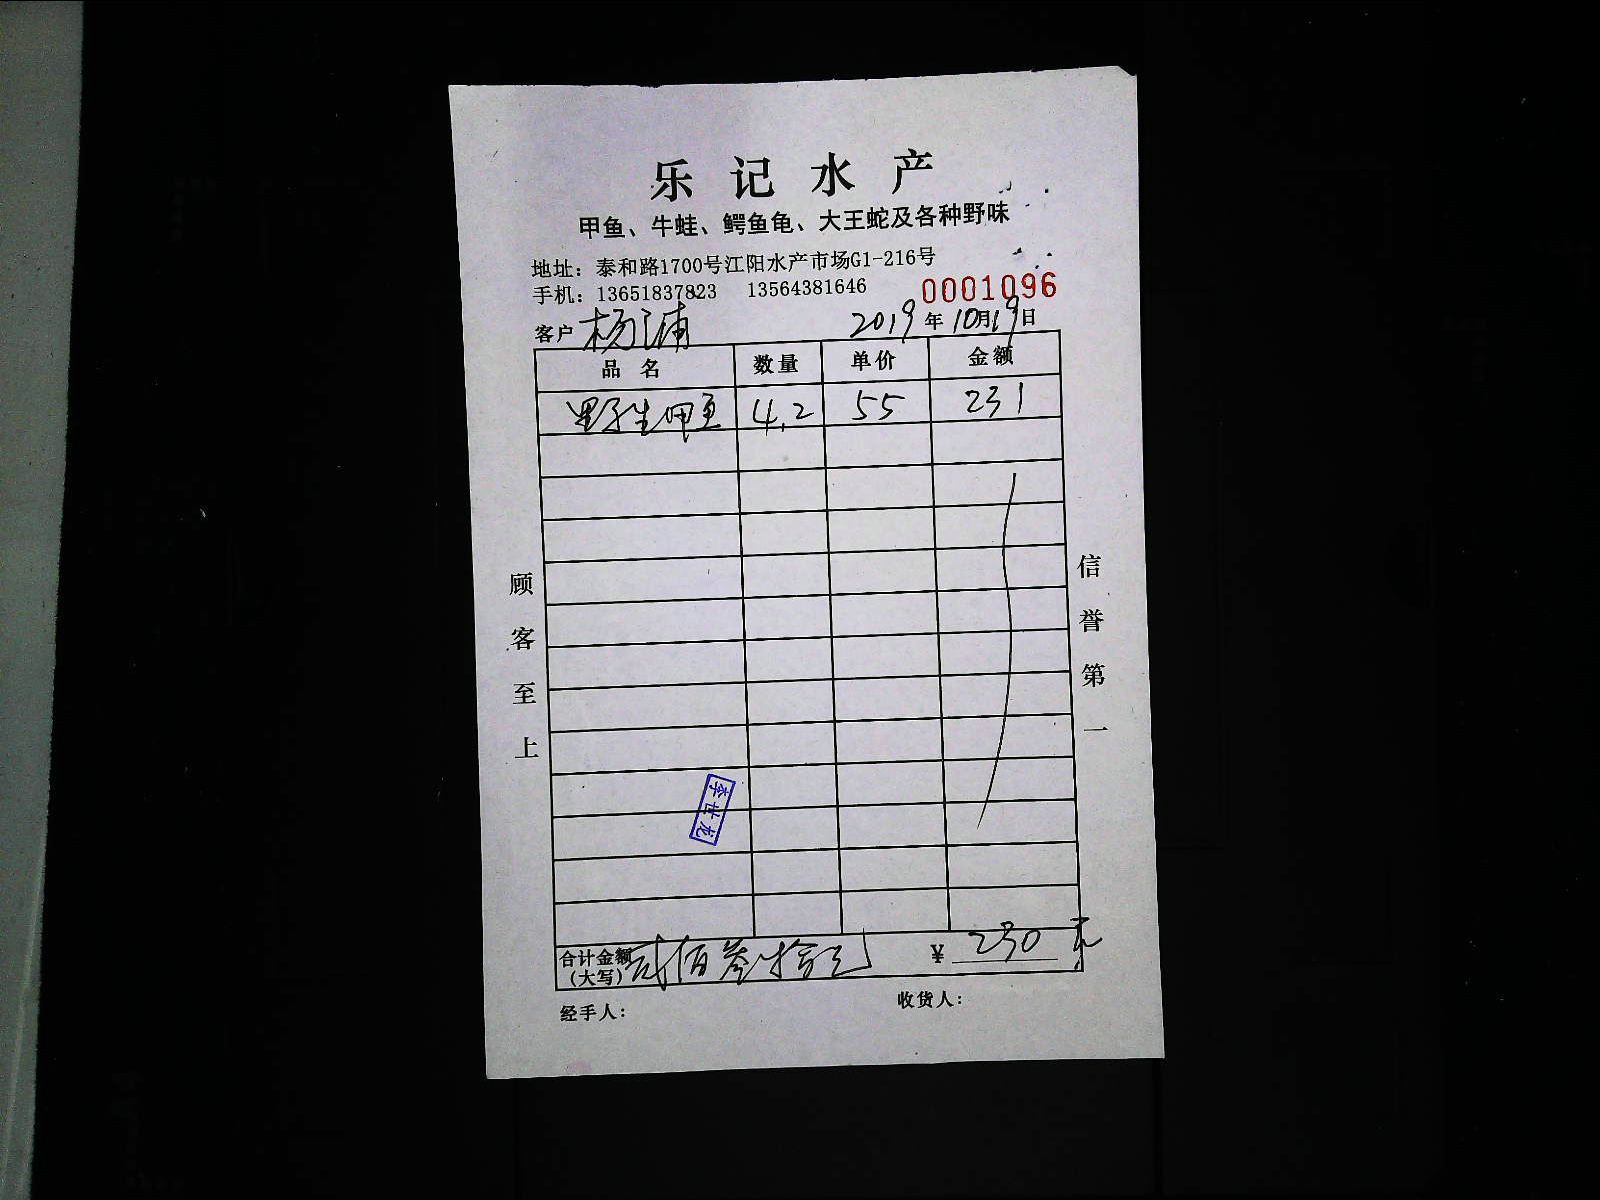 乐记水产
甲鱼、牛蛙、鳄鱼龟、大王蛇及各种野味
地址：泰和路1700号江阳水产市场G1-216号
手机：13651837823 13564381646 0001096
客户 杨浦 2019年10月19日
品名 数量 单价 金额
野生甲鱼 4.2 55 231
顾客至上
信誉第一
李世龙
合计金额（大写）贰佰叁拾元 ¥ 230 元
经手人： 收货人：